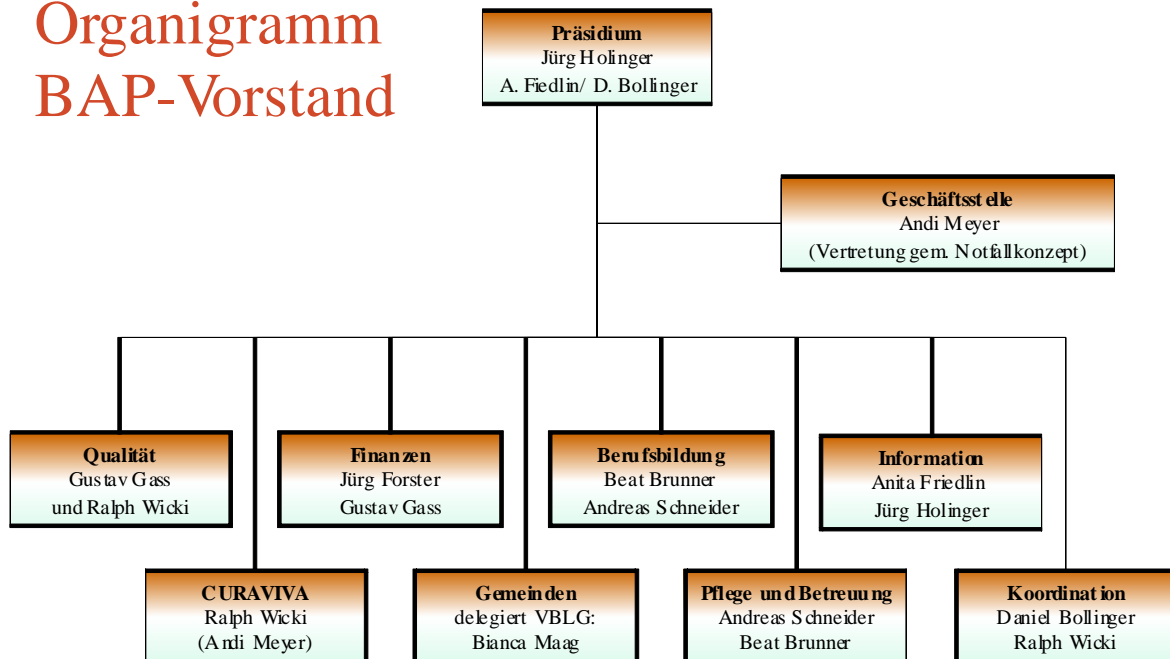 Organigramm
BAP-Vorstand
Präsidium
Jürg Holinger
A. Fiedlin/ D. Bollinger
Geschäftsstelle
Andi Meyer
(Vertretung gem. Notfallkonzept)
Qualität
Gustav Gass
und Ralph Wicki
Finanzen
Jürg Forster
Gustav Gass
Berufsbildung
Beat Brunner
Andreas Schneider
Information
Anita Friedlin
Jürg Holinger
CURAVIVA
Ralph Wicki
(Andi Meyer)
Gemeinden
delegiert VBLG:
Bianca Maag
Pflege und Betreuung
Andreas Schneider
Beat Brunner
Koordination
Daniel Bollinger
Ralph Wicki